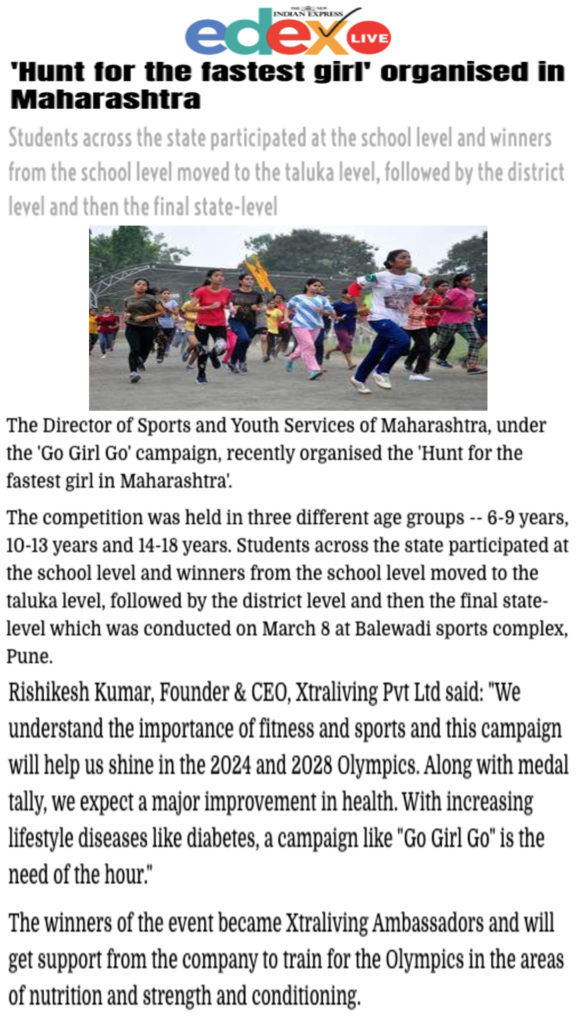 THE NEW
INDIAN EXPRESS
edex LIVE
'Hunt for the fastest girl' organised in
Maharashtra
Students across the state participated at the school level and winners
from the school level moved to the taluka level, followed by the district
level and then the final state-level
The Director of Sports and Youth Services of Maharashtra, under
the 'Go Girl Go' campaign, recently organised the 'Hunt for the
fastest girl in Maharashtra'.
The competition was held in three different age groups -- 6-9 years,
10-13 years and 14-18 years. Students across the state participated at
the school level and winners from the school level moved to the
taluka level, followed by the district level and then the final state-
level which was conducted on March 8 at Balewadi sports complex,
Pune.
Rishikesh Kumar, Founder & CEO, Xtraliving Pvt Ltd said: "We
understand the importance of fitness and sports and this campaign
will help us shine in the 2024 and 2028 Olympics. Along with medal
tally, we expect a major improvement in health. With increasing
lifestyle diseases like diabetes, a campaign like "Go Girl Go" is the
need of the hour."
The winners of the event became Xtraliving Ambassadors and will
get support from the company to train for the Olympics in the areas
of nutrition and strength and conditioning.